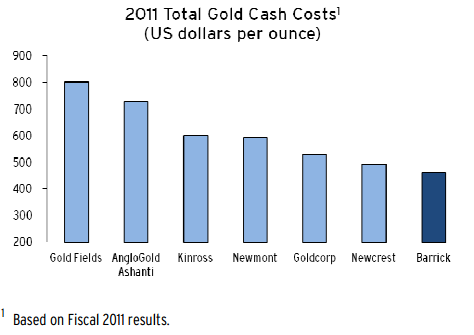 2011 Total Gold Cash Costs¹
(US dollars per ounce)
900
800
700
600
500
400
300
200
Gold Fields AngloGold Kinross Newmont Goldcorp Newcrest Barrick
Ashanti
¹ Based on Fiscal 2011 results.